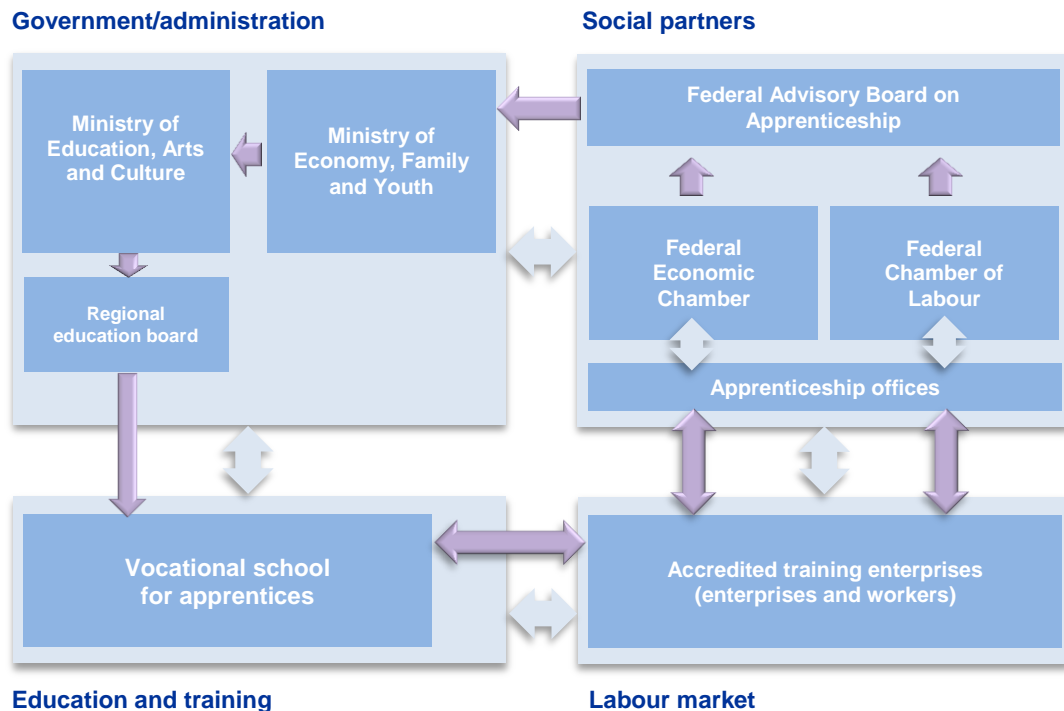 Government/administration
Social partners
Ministry of
Education, Arts
and Culture
Ministry of
Economy, Family
and Youth
Federal Advisory Board on
Apprenticeship
Federal
Economic
Chamber
Federal
Chamber of
Labour
Regional
education board
Apprenticeship offices
Vocational school
for apprentices
Accredited training enterprises
(enterprises and workers)
Education and training
Labour market